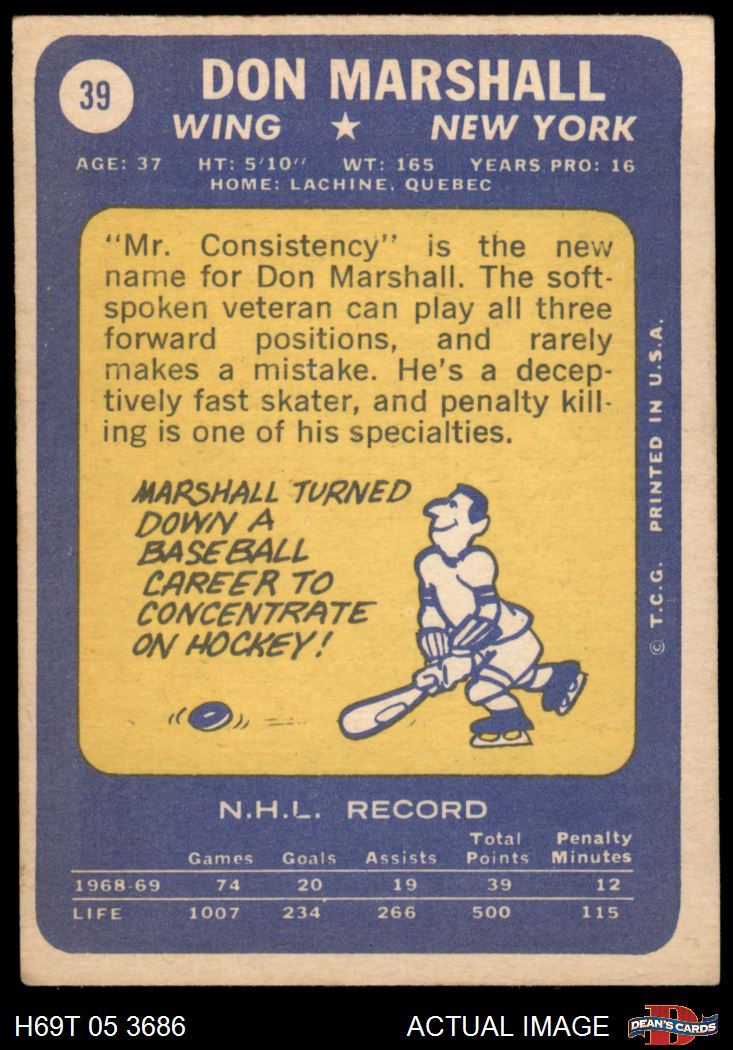 39
DON MARSHALL
WING ★ NEW YORK
AGE: 37 HT: 5'10" WT: 165 YEARS PRO: 16
HOME: LACHINE, QUEBEC
"Mr. Consistency" is the new
name for Don Marshall. The soft-
spoken veteran can play all three
forward positions, and rarely
makes a mistake. He's a decep-
tively fast skater, and penalty kill-
ing is one of his specialties.
MARSHALL TURNED
DOWN A
BASEBALL
CAREER TO
CONCENTRATE
ON HOCKEY!
© T.C.G. PRINTED IN U.S.A.
N.H.L. RECORD
Games Goals Assists Total Points Penalty Minutes
1968-69 74 20 19 39 12
LIFE 1007 234 266 500 115
H69T 05 3686 ACTUAL IMAGE DEAN'S CARDS